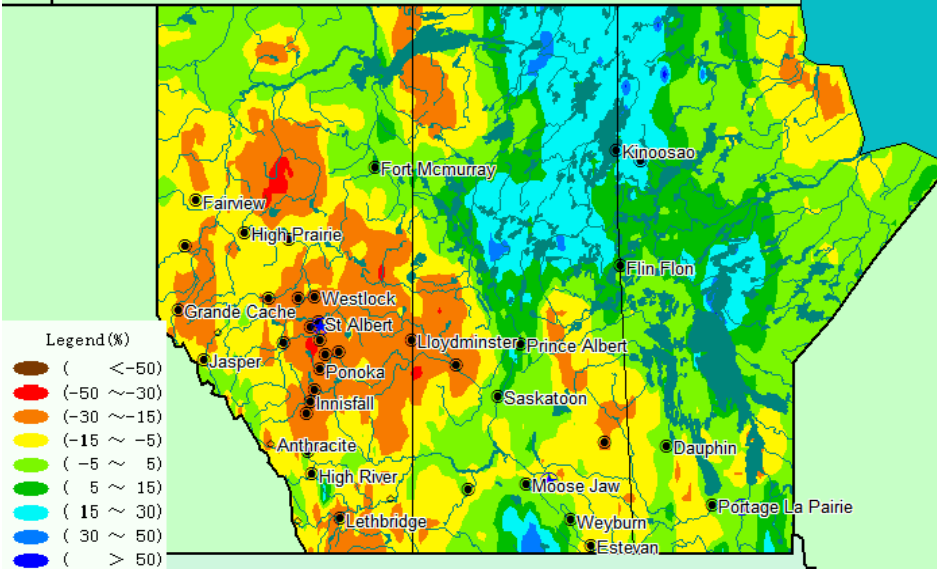 Kinoosao
Fort Mcmurray
Fairview
High Prairie
Flin Flon
Westlock
Grande Cache
St Albert
Legend(%)
Lloydminster
Prince Albert
( <-50)
Jasper
Ponoka
(-50 ~-30)
Saskatoon
(-30 ~-15)
Innisfall
(-15 ~ -5)
Anthracite
Dauphin
( -5 ~ 5)
High River
( 5 ~ 15)
Moose Jaw
( 15 ~ 30)
Portage La Pairie
Lethbridge
Weyburn
( 30 ~ 50)
Estevan
( > 50)